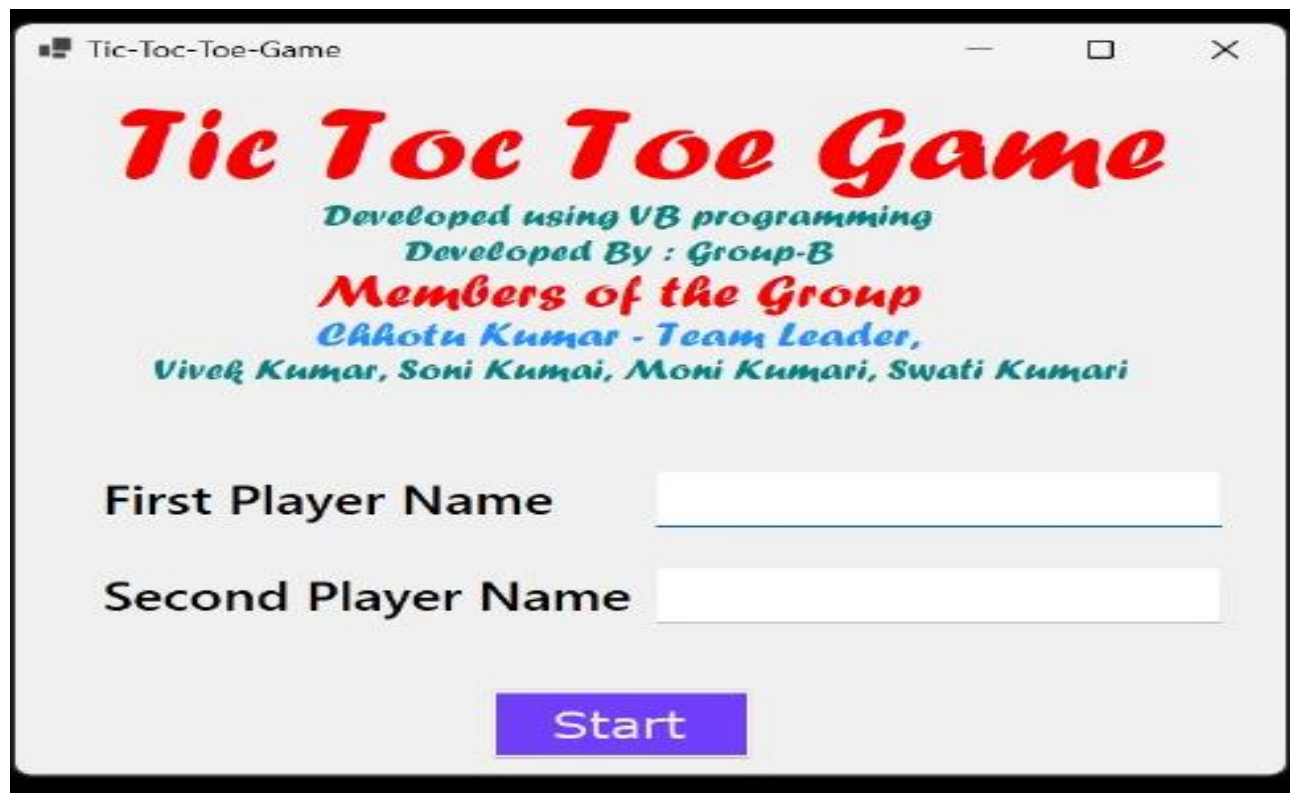 Tic-Toc-Toe-Game
Tic Toc Toe Game
Developed using VB programming
Developed By : Group-B
Members of the Group
Chhotu Kumar - Team Leader,
Vivek Kumar, Soni Kumai, Moni Kumari, Swati Kumari
First Player Name
Second Player Name
Start